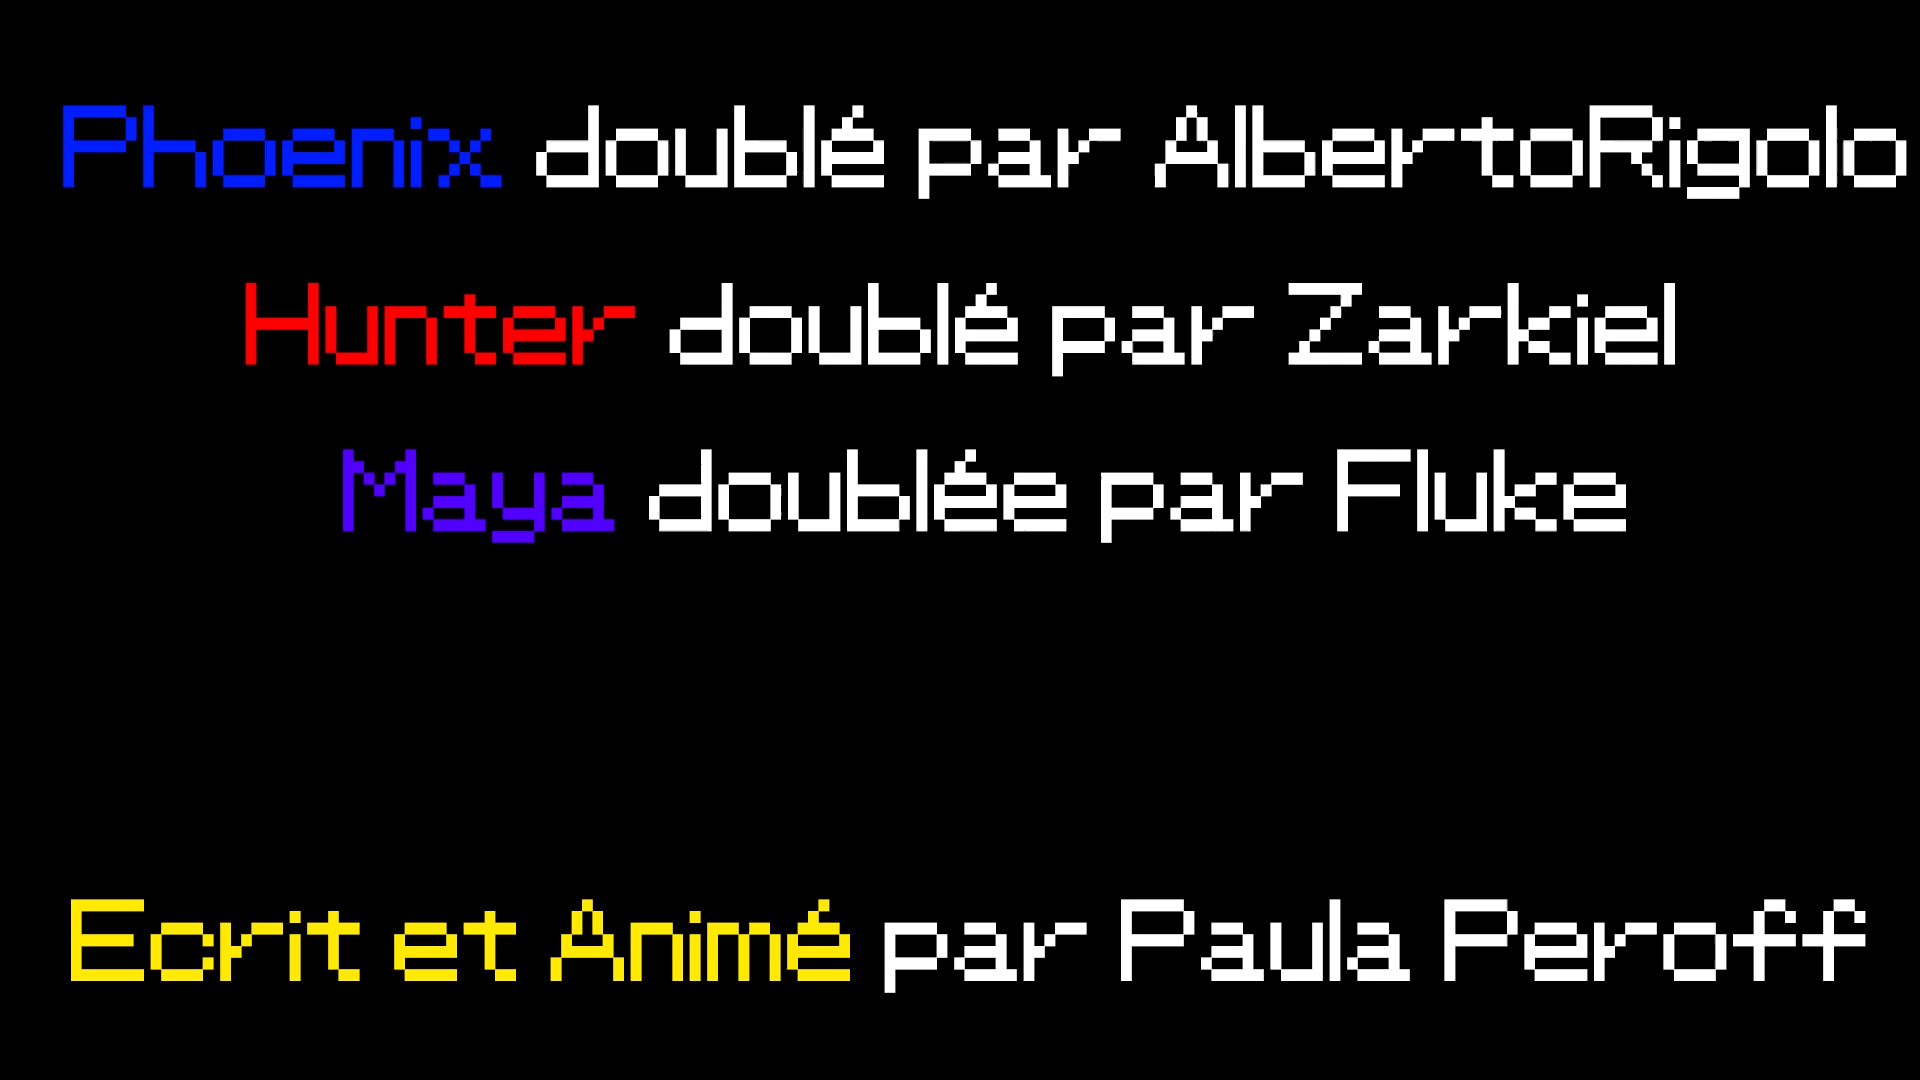 Phoenix doublé par AlbertoRigolo
Hunter doublé par Zarkiel
Maya doublée par Fluke
Ecrit et Animé par Paula Peroff